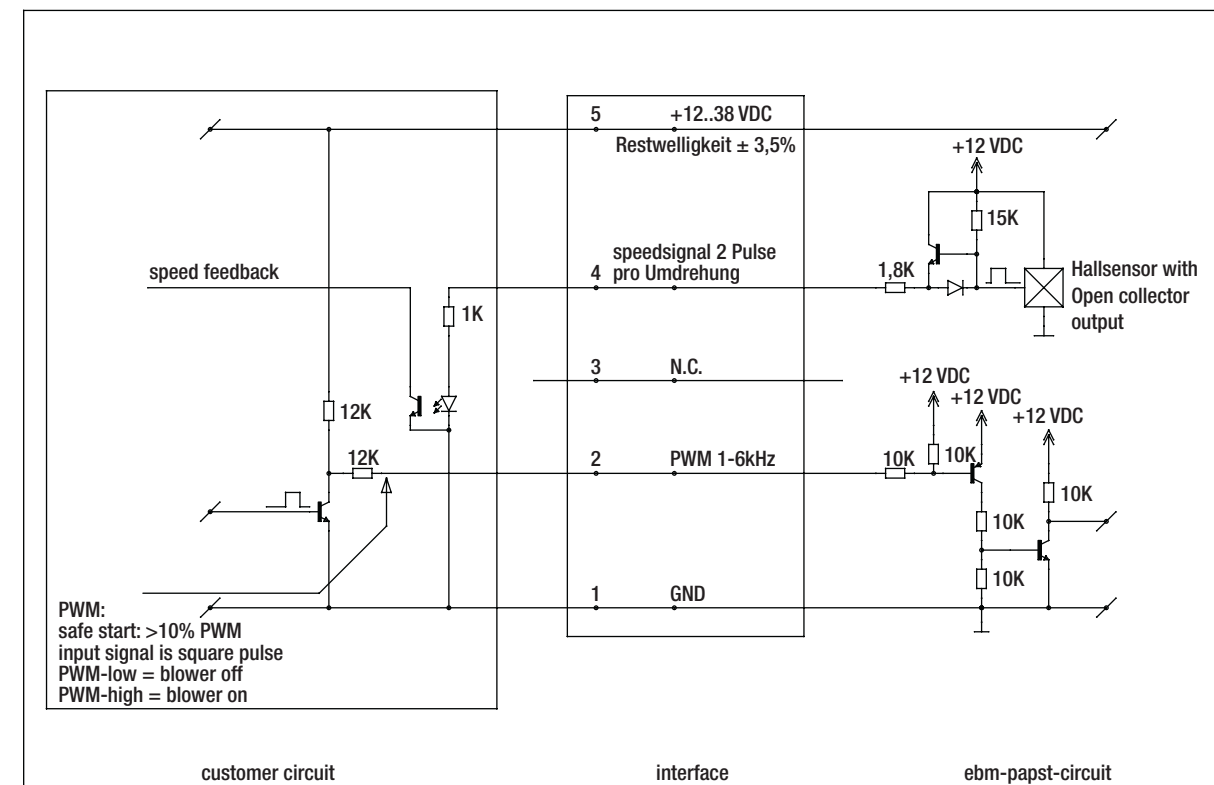 5 +12..38 VDC
Restwelligkeit ± 3,5%
+12 VDC
15K
speedsignal 2 Pulse
pro Umdrehung
speed feedback
4
1,8K
Hallsensor with
Open collector
output
1K
3 N.C.
+12 VDC
+12 VDC
+12 VDC
12K
12K
2 PWM 1-6kHz
10K
10K
10K
10K
10K
1 GND
PWM:
safe start: >10% PWM
input signal is square pulse
PWM-low = blower off
PWM-high = blower on
customer circuit
interface
ebm-papst-circuit